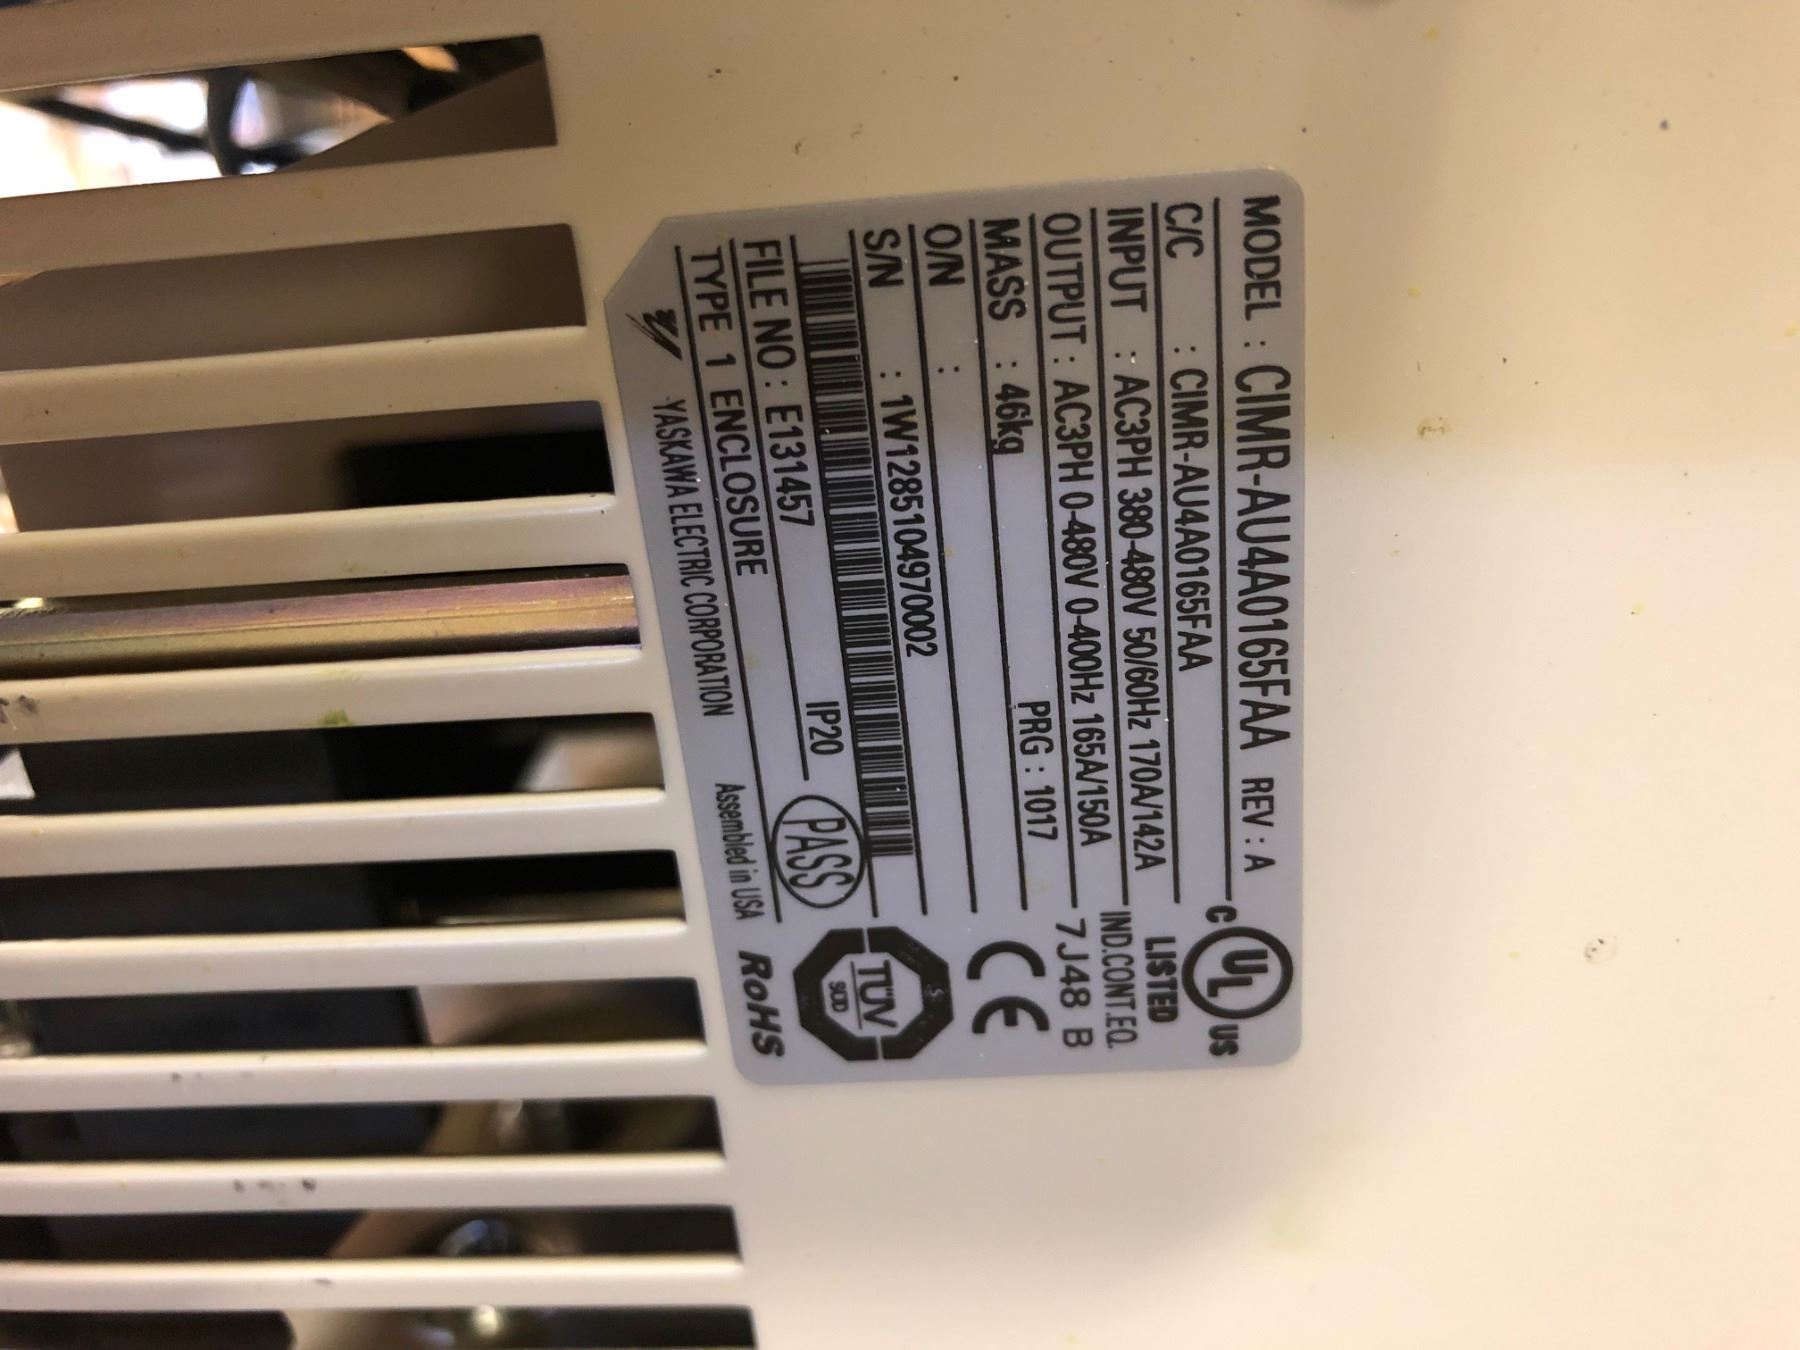 MODEL : CIMR-AU4A0165FAA REV : A
C/C : CIMR-AU4A0165FAA
INPUT : AC3PH 380-480V 50/60Hz 170A/142A
OUTPUT : AC3PH 0-480V 0-400Hz 165A/150A
MASS : 46kg PRG : 1017
O/N :
S/N : 1W1285104970002
FILE NO : E131457 IP20
TYPE 1 ENCLOSURE
PASS
YASKAWA ELECTRIC CORPORATION Assembled in USA
C UL US
LISTED
IND.CONT.EQ.
7J48 B
CE
TÜV
SÜD
RoHS